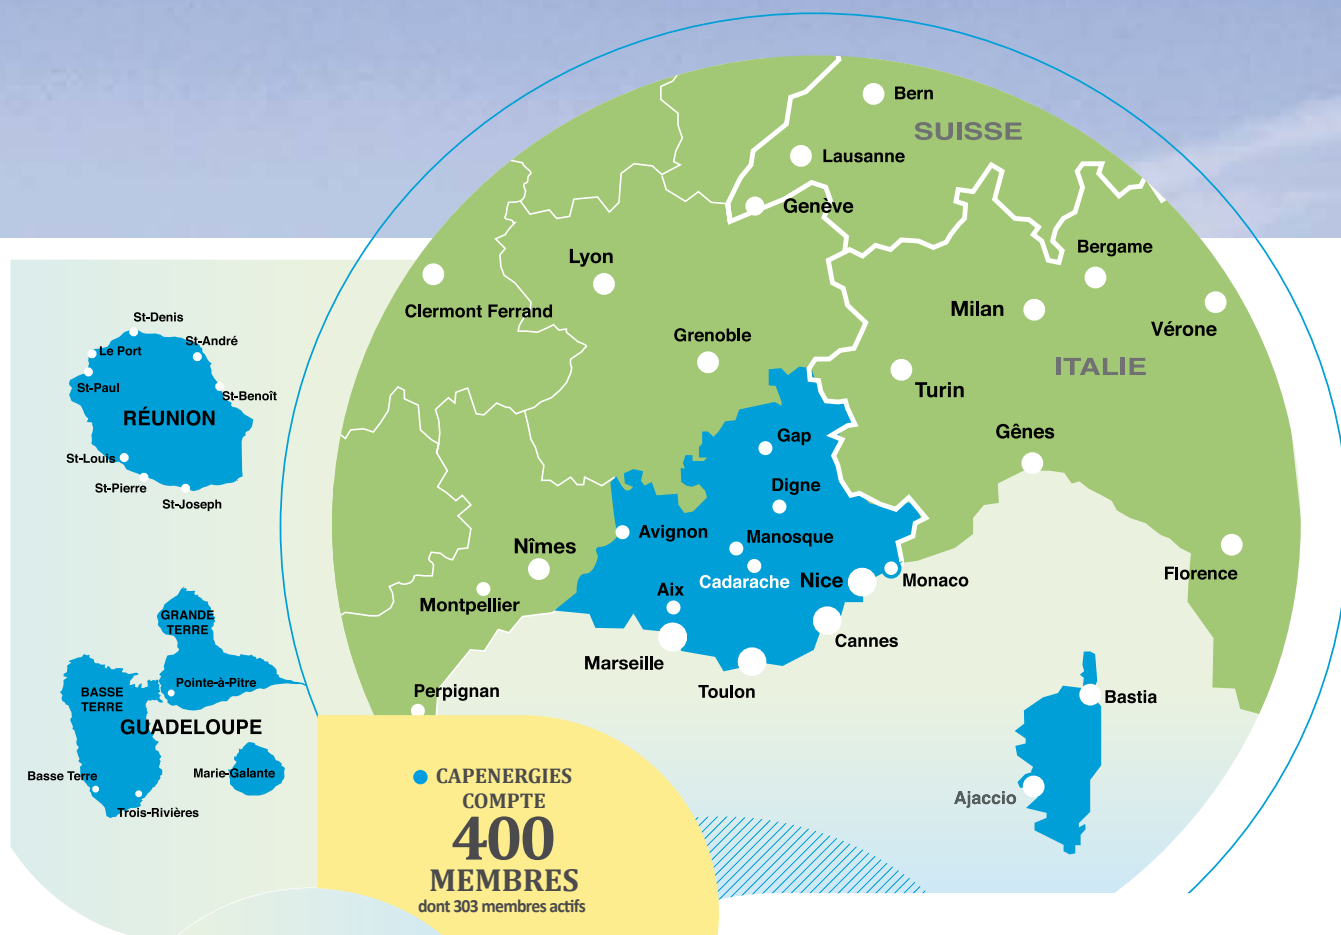 Bern
SUISSE
Lausanne
Genève
Lyon
Clermont Ferrand
Grenoble
Bergame
Milan
Vérone
ITALIE
Turin
Gênes
Gap
Digne
Avignon
Manosque
Cadarache
Nice
Monaco
Nîmes
Montpellier
Aix
Cannes
Marseille
Toulon
Perpignan
Florence
Bastia
Ajaccio
St-Denis
St-André
Le Port
St-Paul
St-Benoît
RÉUNION
St-Louis
St-Pierre
St-Joseph
GRANDE
TERRE
Pointe-à-Pitre
BASSE
TERRE
GUADELOUPE
Basse Terre
Marie-Galante
Trois-Rivières
CAPENERGIES
COMPTE
400
MEMBRES
dont 303 membres actifs